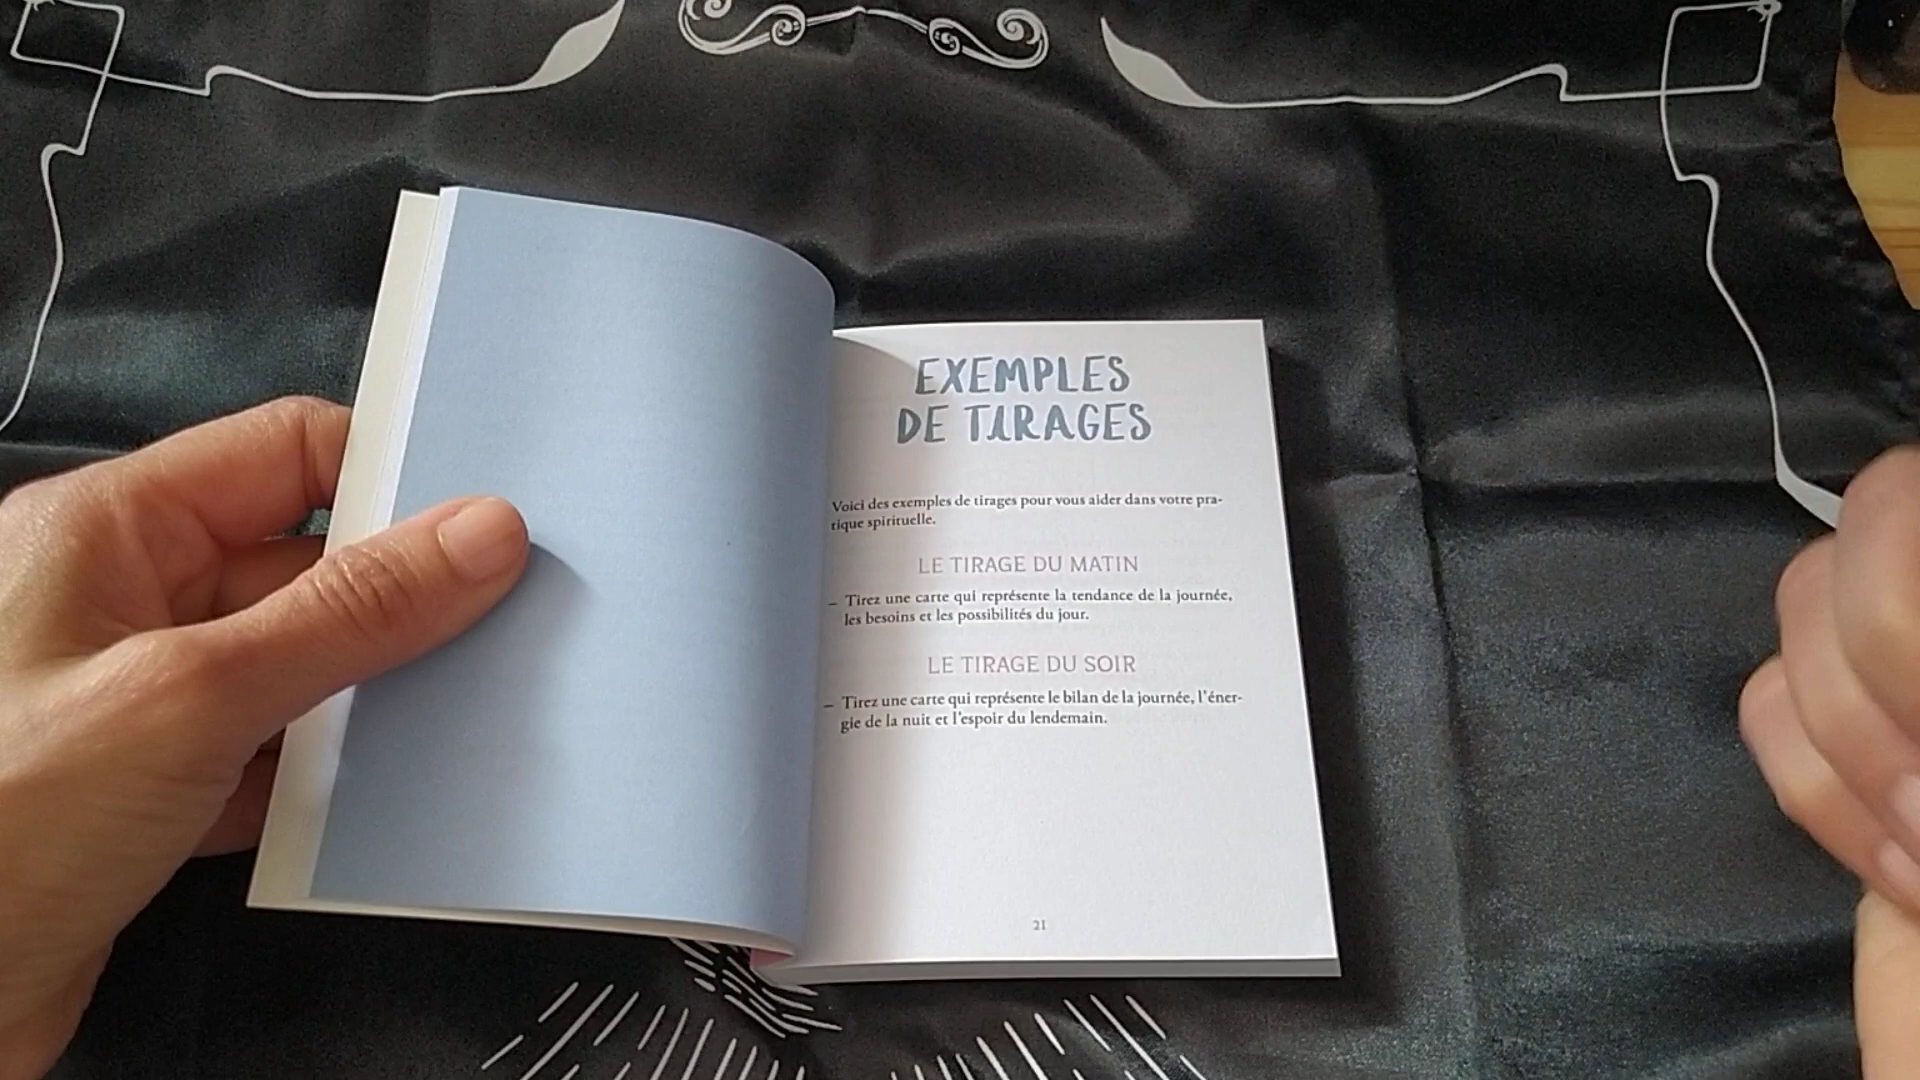 EXEMPLES
DE TIRAGES
Voici des exemples de tirages pour vous aider dans votre pra-
tique spirituelle.
LE TIRAGE DU MATIN
– Tirez une carte qui représente la tendance de la journée,
les besoins et les possibilités du jour.
LE TIRAGE DU SOIR
– Tirez une carte qui représente le bilan de la journée, l'éner-
gie de la nuit et l'espoir du lendemain.
21